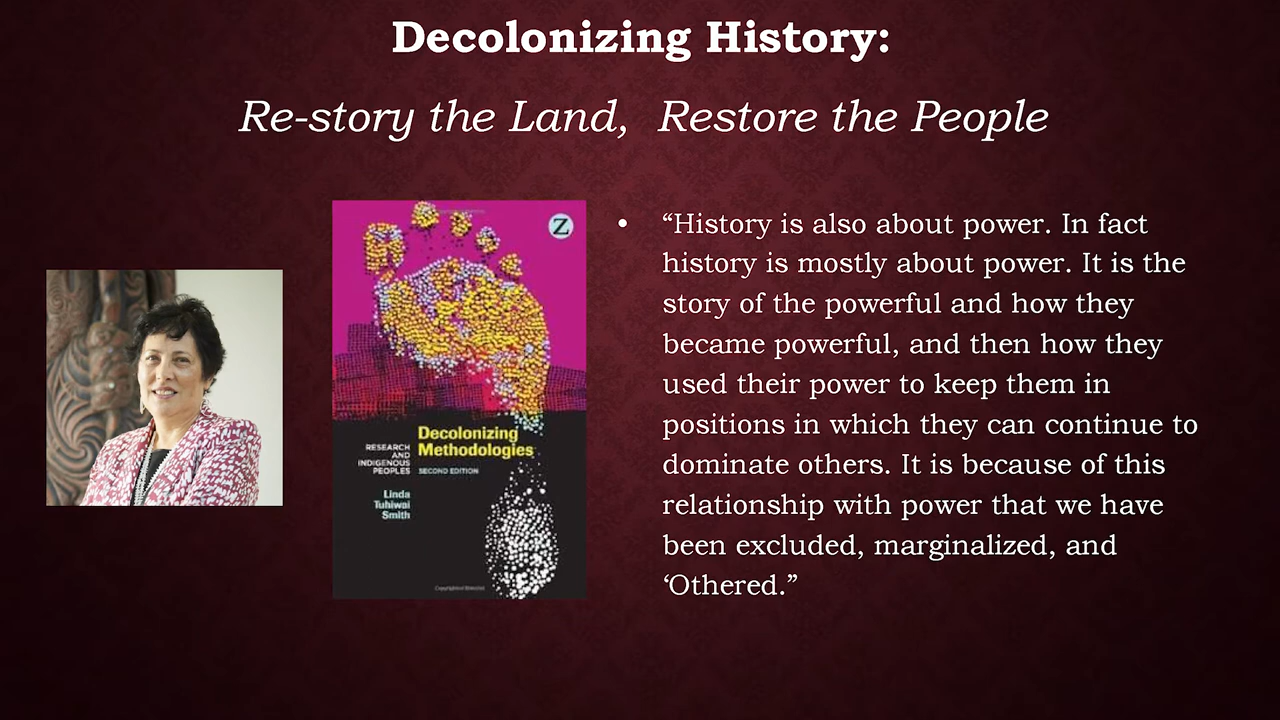 Decolonizing History:
Re-story the Land, Restore the People
Z
Decolonizing
Methodologies
RESEARCH
AND
INDIGENOUS
PEOPLES
SECOND EDITION
Linda
Tuhiwai
Smith
Copyrighted Material
• “History is also about power. In fact
history is mostly about power. It is the
story of the powerful and how they
became powerful, and then how they
used their power to keep them in
positions in which they can continue to
dominate others. It is because of this
relationship with power that we have
been excluded, marginalized, and
‘Othered.”